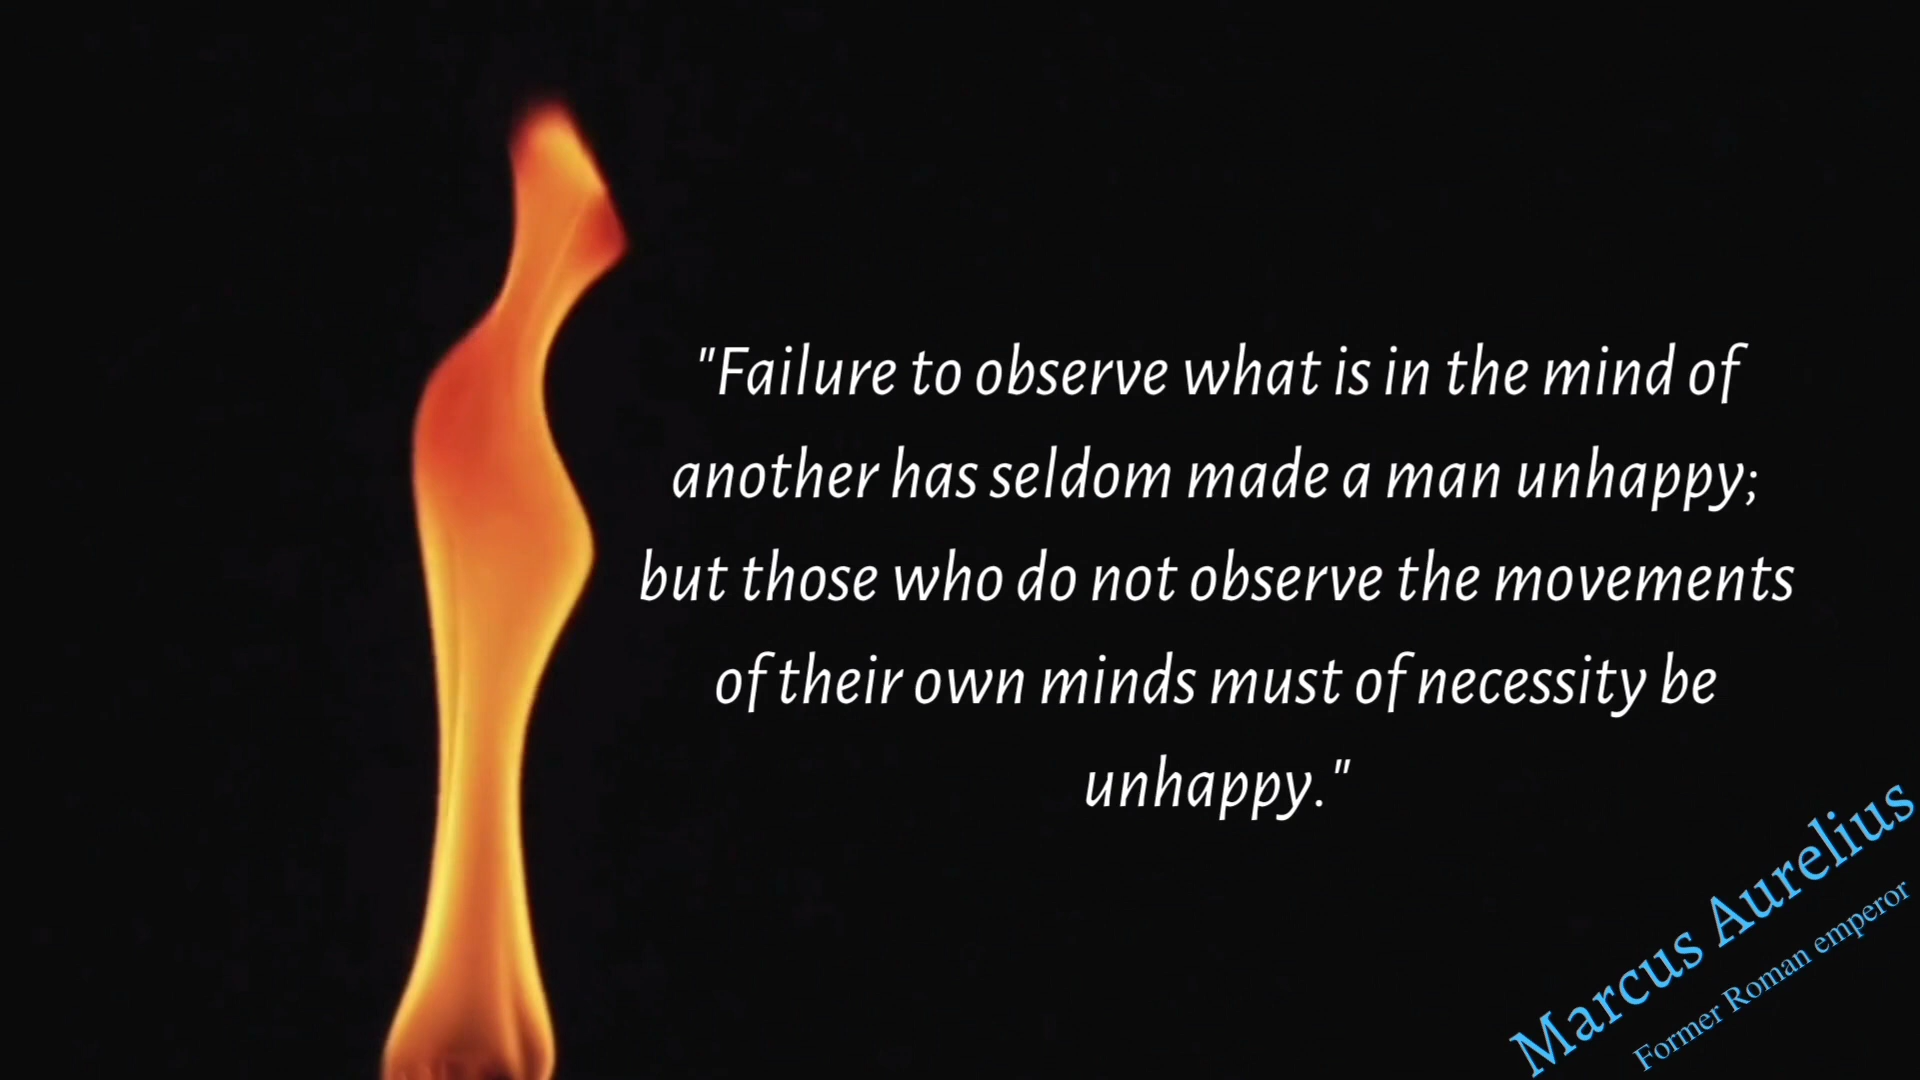 "Failure to observe what is in the mind of
another has seldom made a man unhappy;
but those who do not observe the movements
of their own minds must of necessity be
unhappy."
Marcus Aurelius
Former Roman emperor